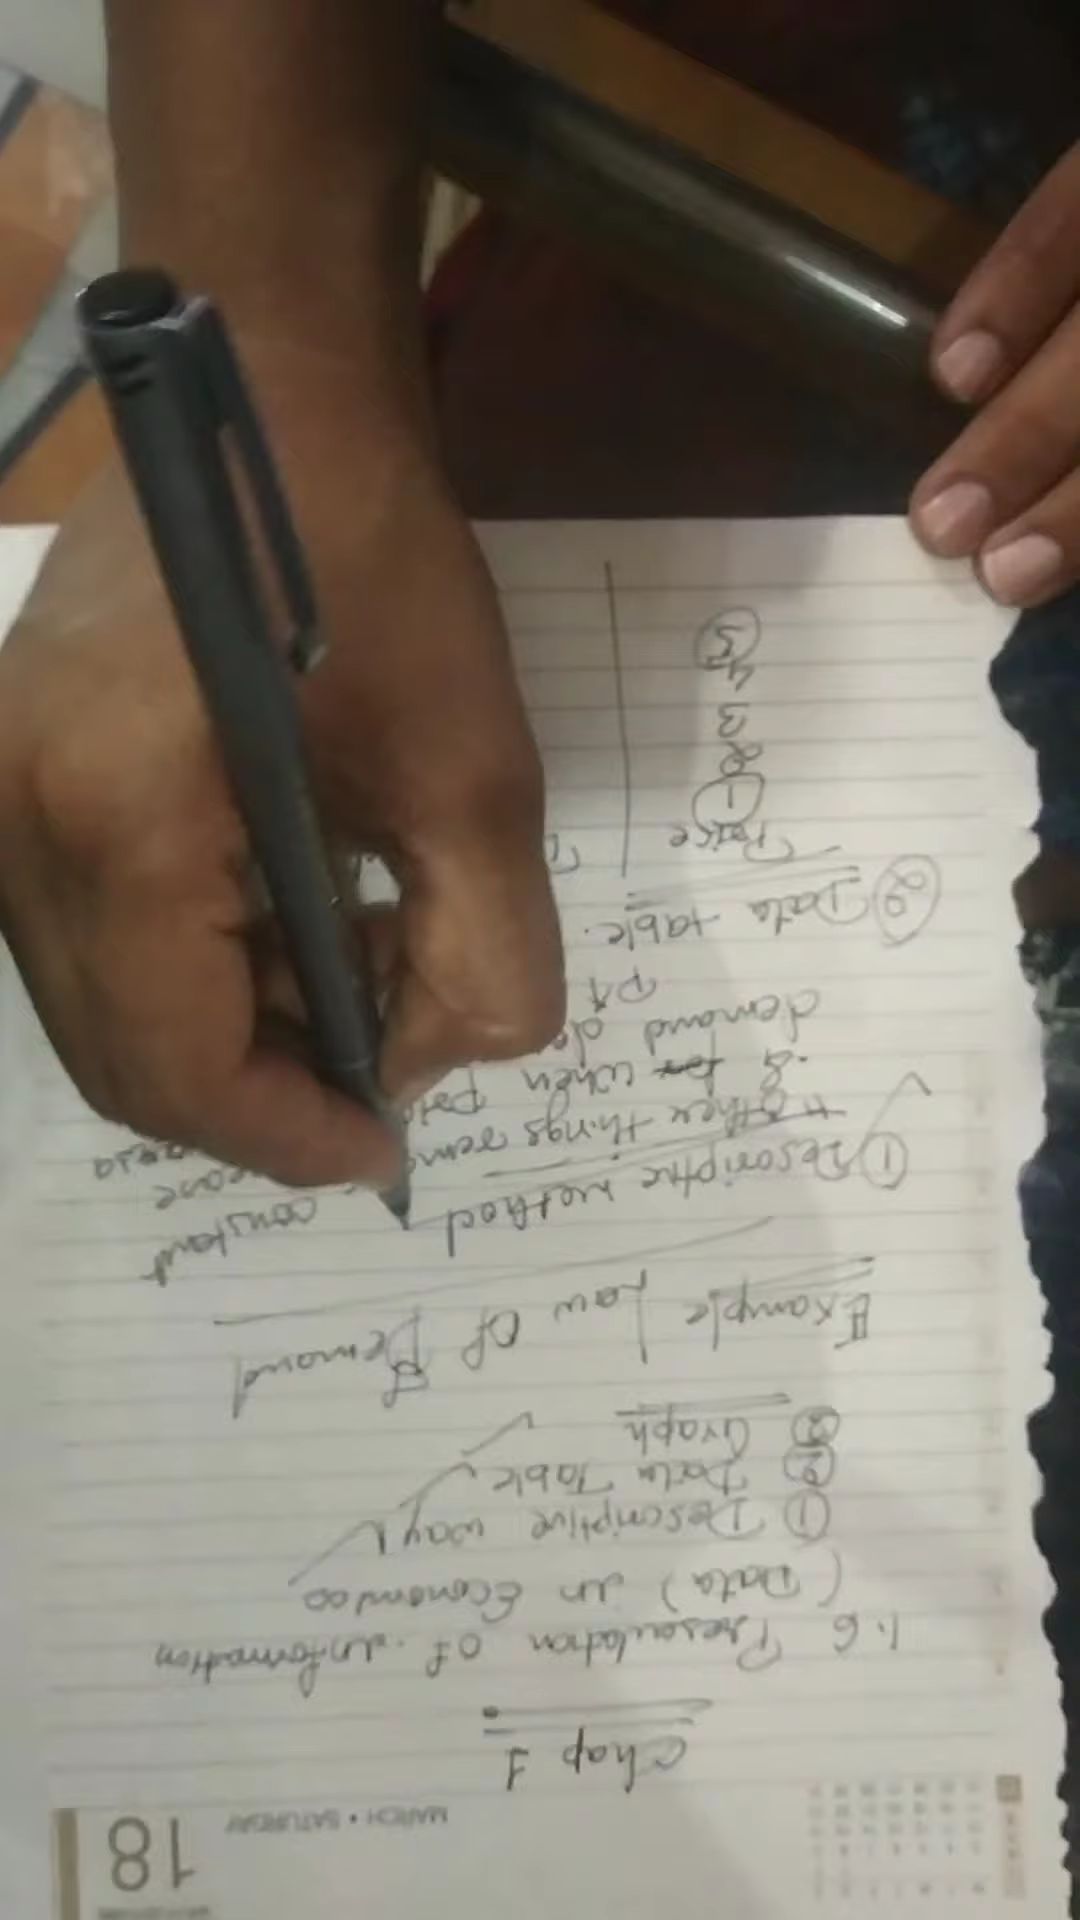 MARCH • SATURDAY 18
Chap 1
1.6 Presentation of Information
(Data) in Economics
① Descriptive way
② Data Table
③ Graph
Example Law Of Demand
① Descriptive method
other things constant
when
demand
P↑
② Data table.
Price
1
2
3
4
5